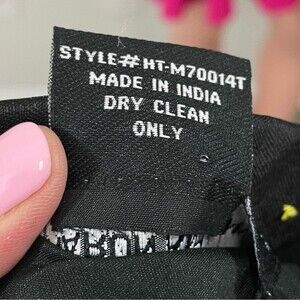 STYLE# HT-M70014T
MADE IN INDIA
DRY CLEAN
ONLY